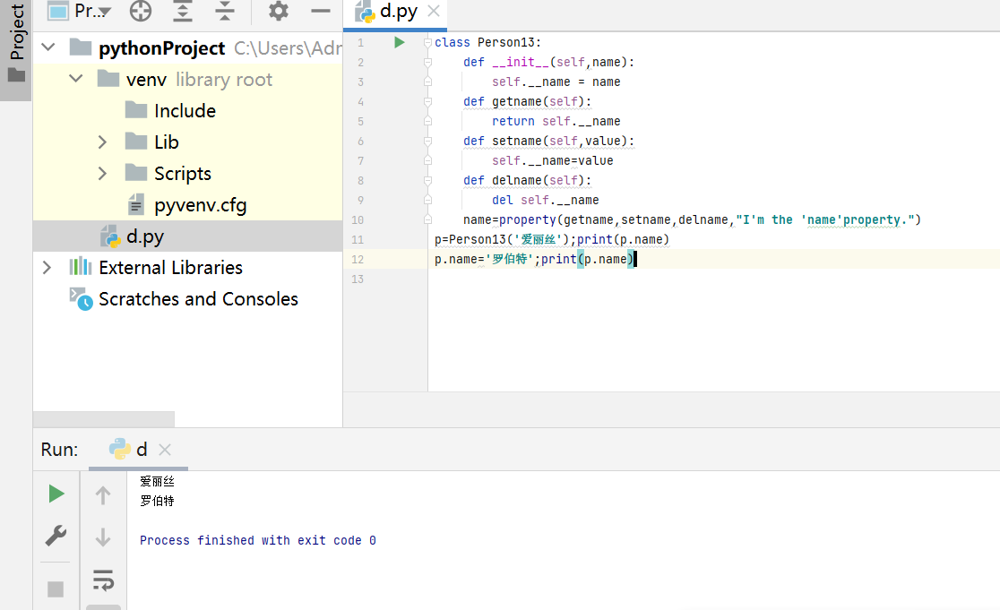 Project
Pr...
d.py
pythonProject C:\Users\Adr
venv library root
Include
Lib
Scripts
pyvenv.cfg
d.py
External Libraries
Scratches and Consoles
1 class Person13:
2 def __init__(self,name):
3 self.__name = name
4 def getname(self):
5 return self.__name
6 def setname(self,value):
7 self.__name=value
8 def delname(self):
9 del self.__name
10 name=property(getname,setname,delname,"I'm the 'name'property.")
11 p=Person13('爱丽丝');print(p.name)
12 p.name='罗伯特';print(p.name)
13
Run: d
爱丽丝
罗伯特
Process finished with exit code 0